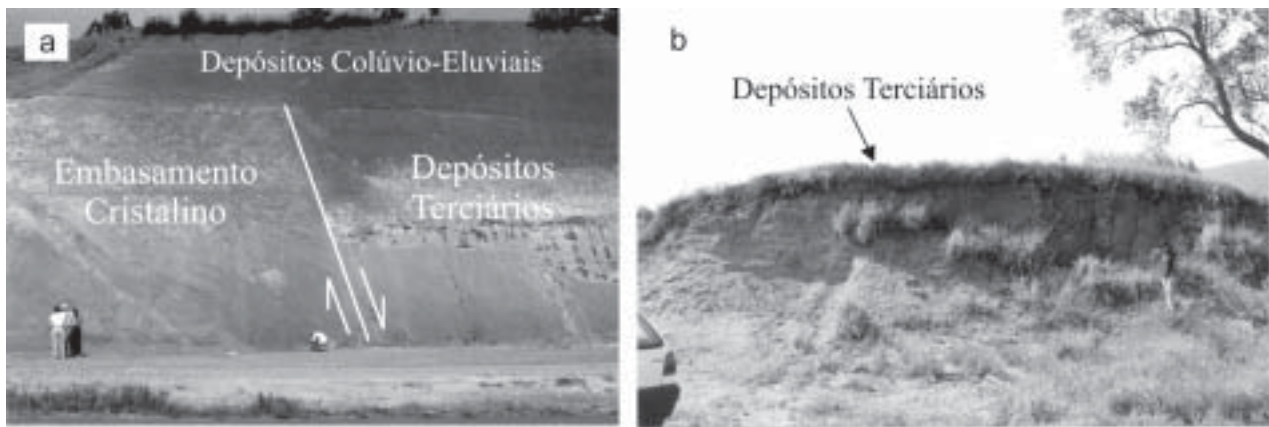 a
Depósitos Colúvio-Eluviais
Embasamento
Cristalino
Depósitos
Terciários
b
Depósitos Terciários